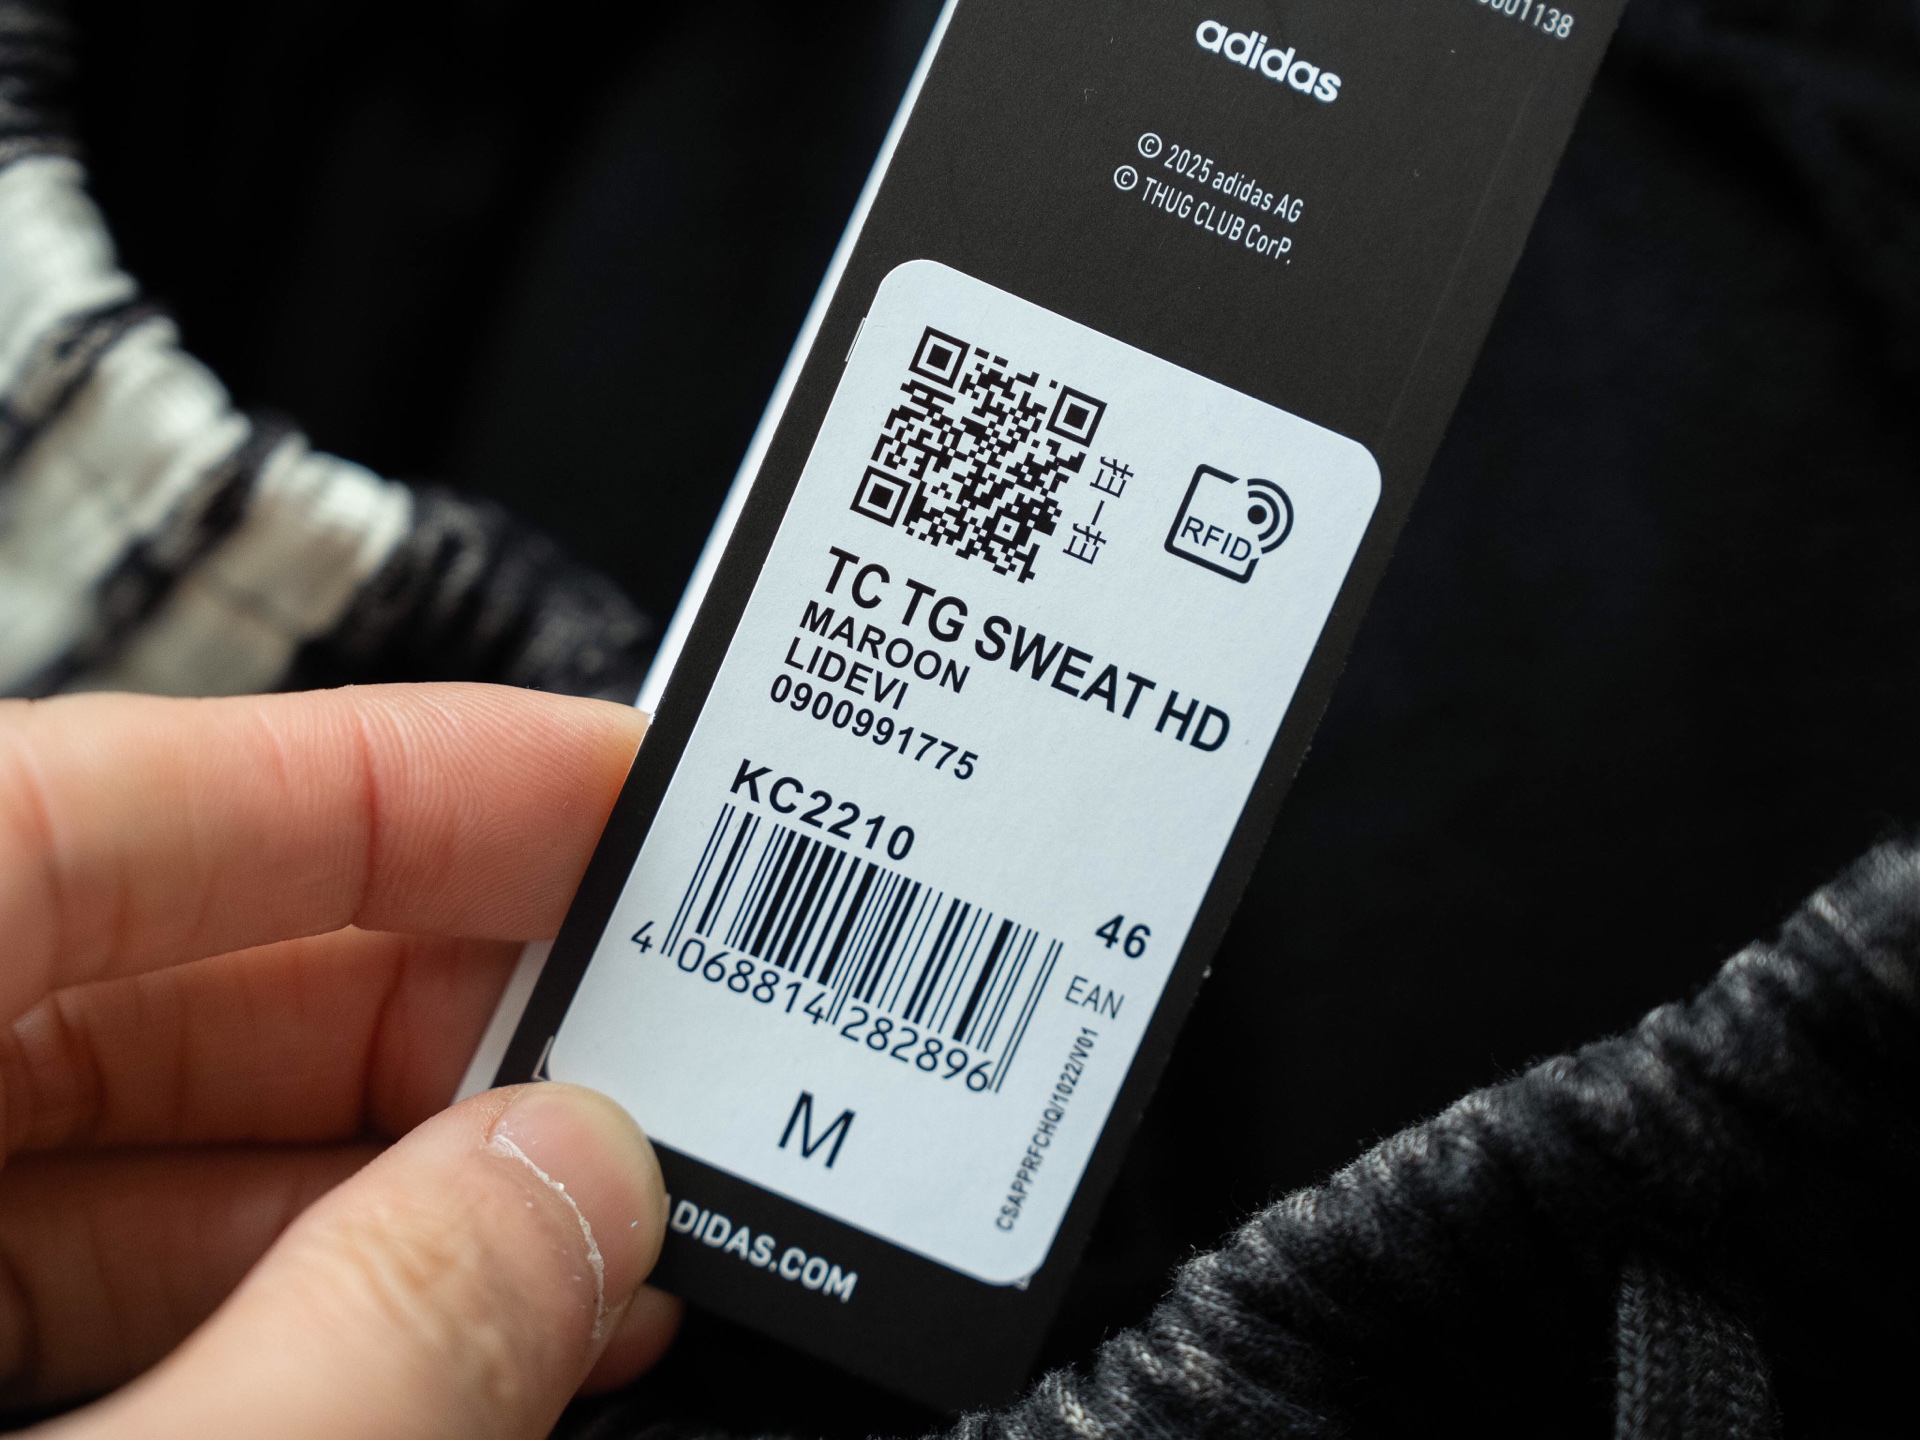 adidas
© 2025 adidas AG
© THUG CLUB CorP.
RFID
TC TG SWEAT HD
MAROON
LIDEVI
0900991775
KC2210
46
EAN
4 068814 282896
M
CSAPPRFCHQ/1022/V01
DIDAS.COM